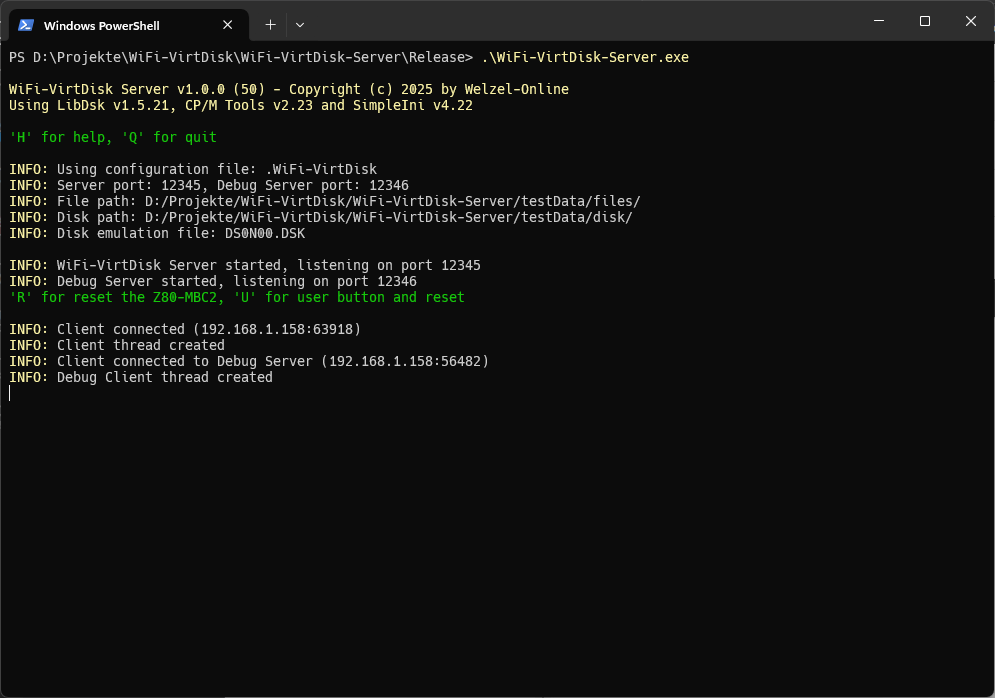 Windows PowerShell
PS D:\Projekte\WiFi-VirtDisk\WiFi-VirtDisk-Server\Release> .\WiFi-VirtDisk-Server.exe
WiFi-VirtDisk Server v1.0.0 (50) - Copyright (c) 2025 by Welzel-Online
Using LibDsk v1.5.21, CP/M Tools v2.23 and SimpleIni v4.22
'H' for help, 'Q' for quit
INFO: Using configuration file: .WiFi-VirtDisk
INFO: Server port: 12345, Debug Server port: 12346
INFO: File path: D:/Projekte/WiFi-VirtDisk/WiFi-VirtDisk-Server/testData/files/
INFO: Disk path: D:/Projekte/WiFi-VirtDisk/WiFi-VirtDisk-Server/testData/disk/
INFO: Disk emulation file: DS0N00.DSK
INFO: WiFi-VirtDisk Server started, listening on port 12345
INFO: Debug Server started, listening on port 12346
'R' for reset the Z80-MBC2, 'U' for user button and reset
INFO: Client connected (192.168.1.158:63918)
INFO: Client thread created
INFO: Client connected to Debug Server (192.168.1.158:56482)
INFO: Debug Client thread created